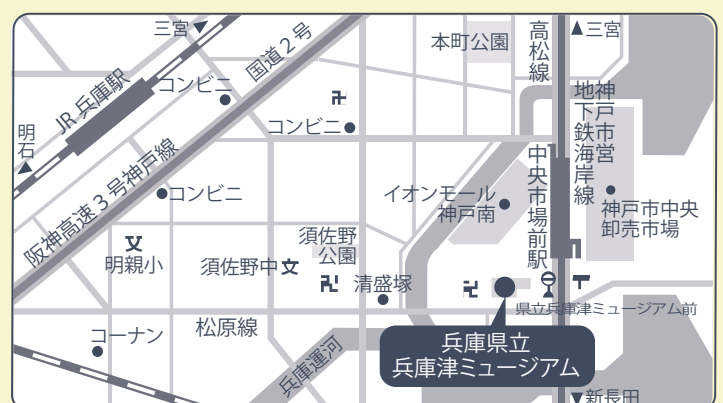 三宮
国道2号
本町公園
高松線
三宮
JR 兵庫駅
コンビニ
コンビニ
明石
神戸市営
地下鉄海岸線
阪神高速3号神戸線
コンビニ
イオンモール
神戸南
中央市場前駅
神戸市中央
卸売市場
明親小
文
須佐野中
文
須佐野
公園
清盛塚
県立兵庫津ミュージアム前
コーナン
松原線
兵庫運河
兵庫県立
兵庫津ミュージアム
新長田